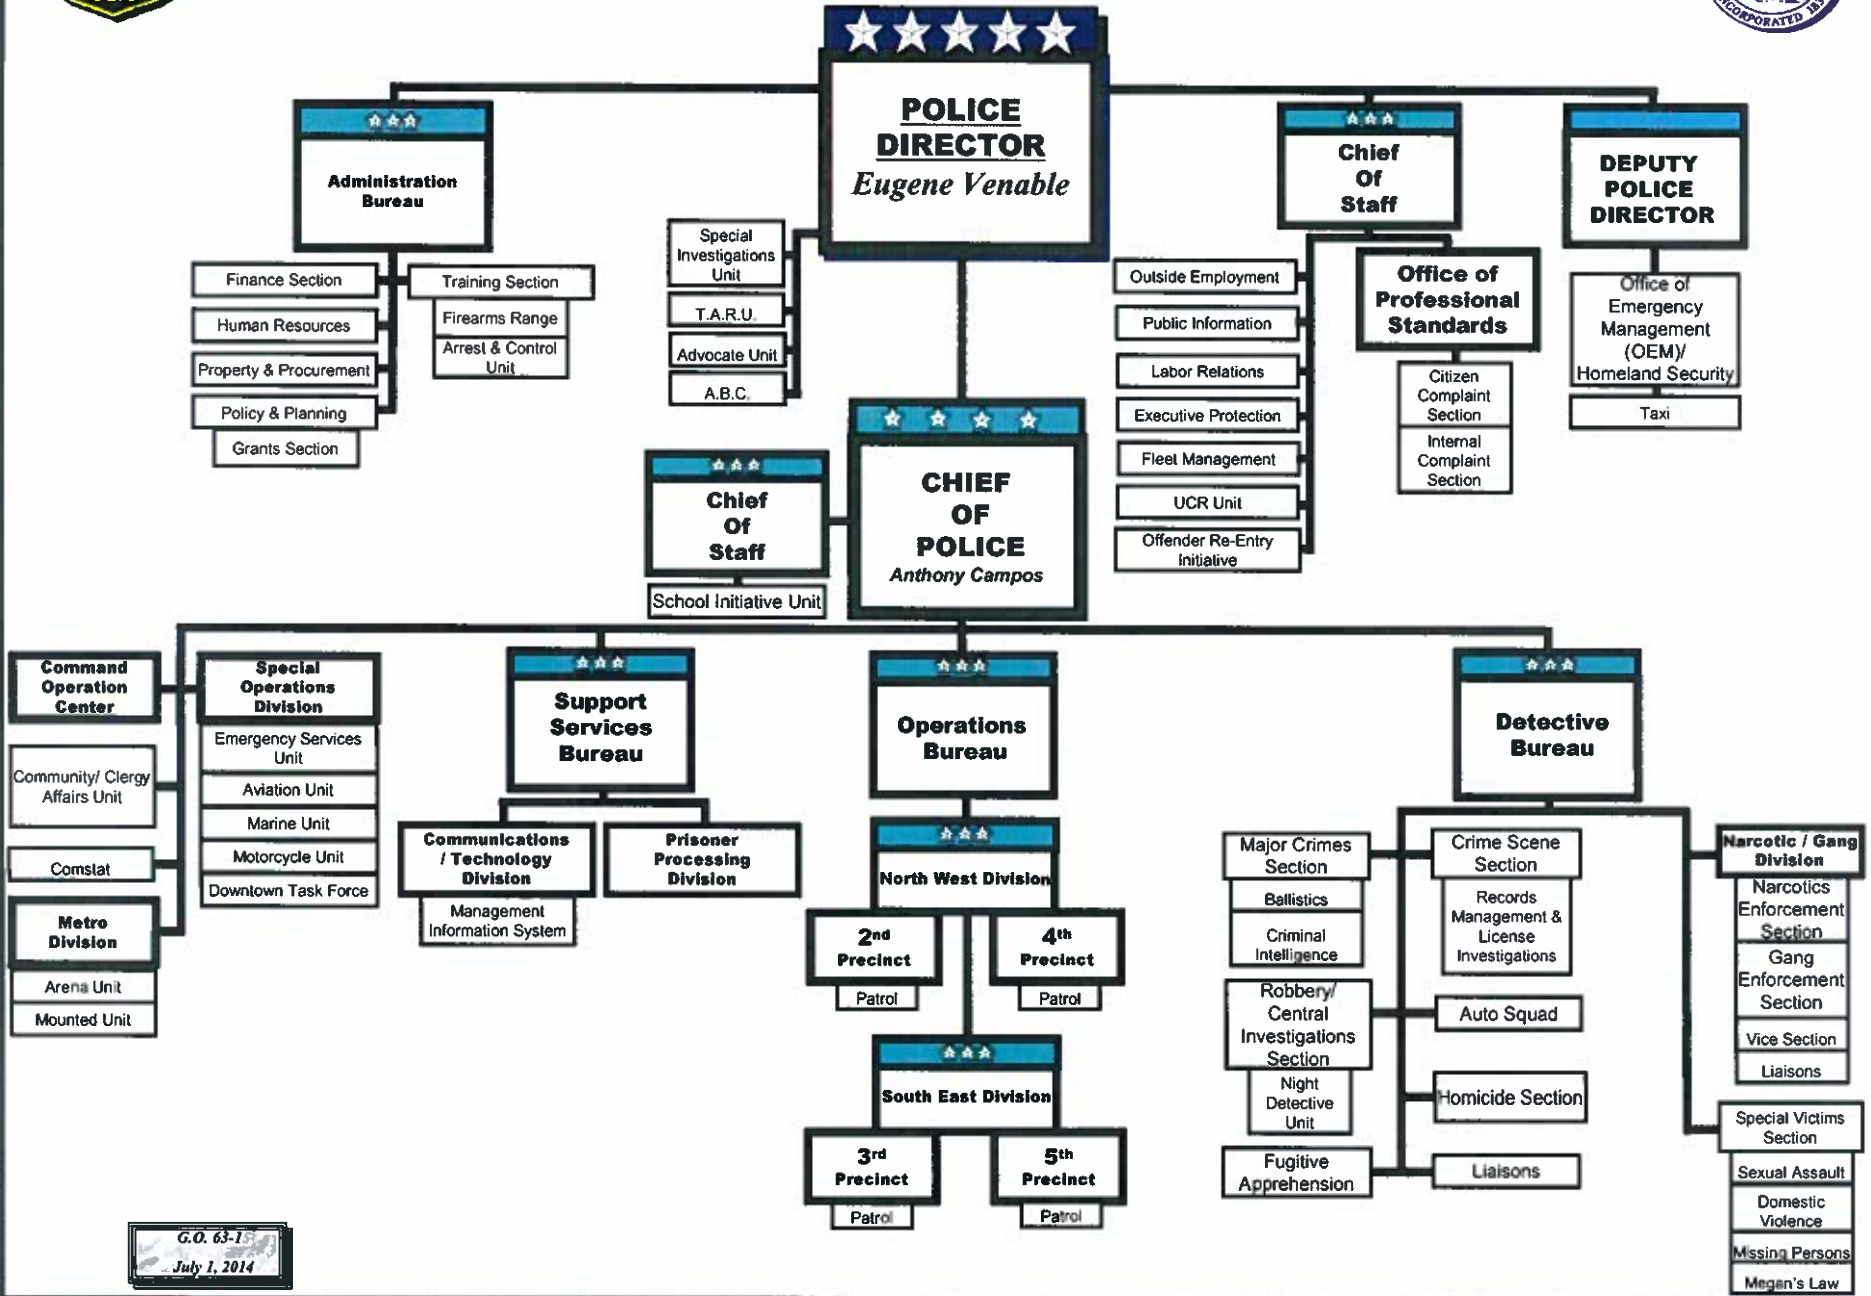 INCORPORATED 183
POLICE
DIRECTOR
Eugene Venable
Administration
Bureau
Finance Section
Human Resources
Property & Procurement
Policy & Planning
Grants Section
Training Section
Firearms Range
Arrest & Control
Unit
Special
Investigations
Unit
T.A.R.U.
Advocate Unit
A.B.C.
Chief
Of
Staff
Outside Employment
Public Information
Labor Relations
Executive Protection
Fleet Management
UCR Unit
Offender Re-Entry
Initiative
Office of
Professional
Standards
Citizen
Complaint
Section
Internal
Complaint
Section
DEPUTY
POLICE
DIRECTOR
Office of
Emergency
Management
(OEM)/
Homeland Security
Taxi
CHIEF
OF
POLICE
Anthony Campos
Chief
Of
Staff
School Initiative Unit
Command
Operation
Center
Community/ Clergy
Affairs Unit
Comstat
Metro
Division
Arena Unit
Mounted Unit
Special
Operations
Division
Emergency Services
Unit
Aviation Unit
Marine Unit
Motorcycle Unit
Downtown Task Force
Support
Services
Bureau
Communications
/ Technology
Division
Management
Information System
Prisoner
Processing
Division
Operations
Bureau
North West Division
2nd
Precinct
Patrol
4th
Precinct
Patrol
South East Division
3rd
Precinct
Patrol
5th
Precinct
Patrol
Detective
Bureau
Major Crimes
Section
Ballistics
Criminal
Intelligence
Robbery/
Central
Investigations
Section
Night
Detective
Unit
Fugitive
Apprehension
Crime Scene
Section
Records
Management &
License
Investigations
Auto Squad
Homicide Section
Liaisons
Narcotic / Gang
Division
Narcotics
Enforcement
Section
Gang
Enforcement
Section
Vice Section
Liaisons
Special Victims
Section
Sexual Assault
Domestic
Violence
Missing Persons
Megan's Law
G.O. 63-1
July 1, 2014